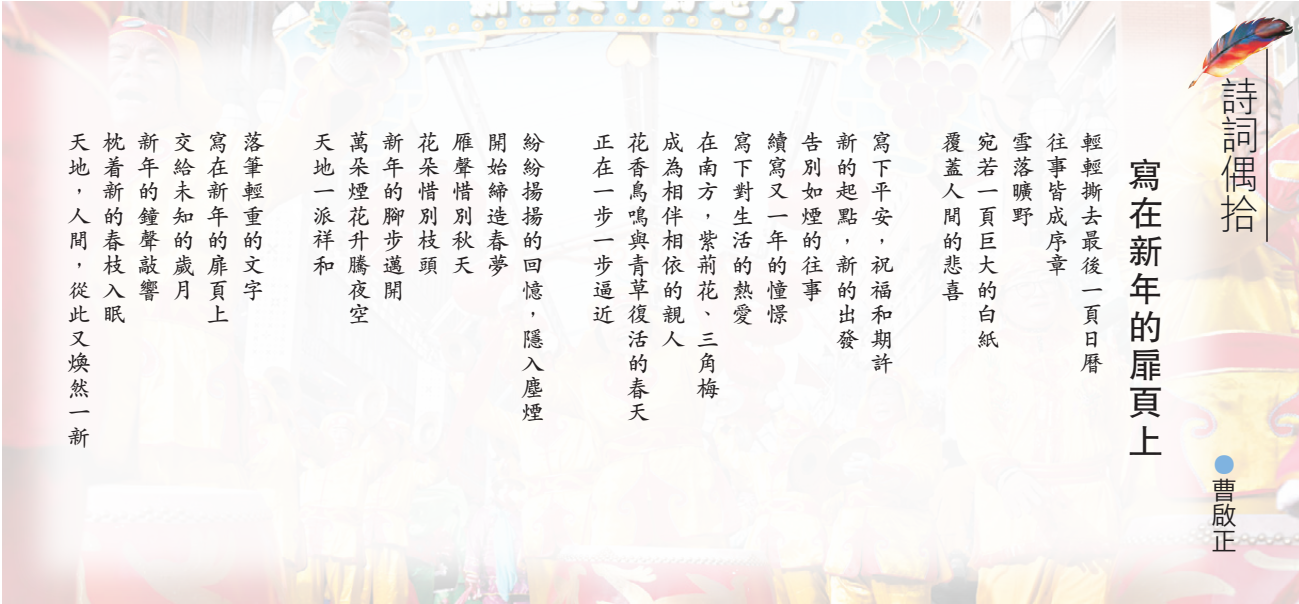 詩詞偶拾
●曹啟正
寫在新年的扉頁上
輕輕撕去最後一頁日曆
往事皆成序章
雪落曠野
宛若一頁巨大的白紙
覆蓋人間的悲喜
寫下平安，祝福和期許
新的起點，新的出發
告別如煙的往事
續寫又一年的憧憬
寫下對生活的熱愛
在南方，紫荊花、三角梅
成為相伴相依的親人
花香鳥鳴與青草復活的春天
正在一步一步逼近
紛紛揚揚的回憶，隱入塵煙
開始締造春夢
雁聲惜別秋天
花朵惜別枝頭
新年的腳步邁開
萬朵煙花升騰夜空
天地一派祥和
落筆輕重的文字
寫在新年的扉頁上
交給未知的歲月
新年的鐘聲敲響
枕着新的春枝入眠
天地，人間，從此又煥然一新